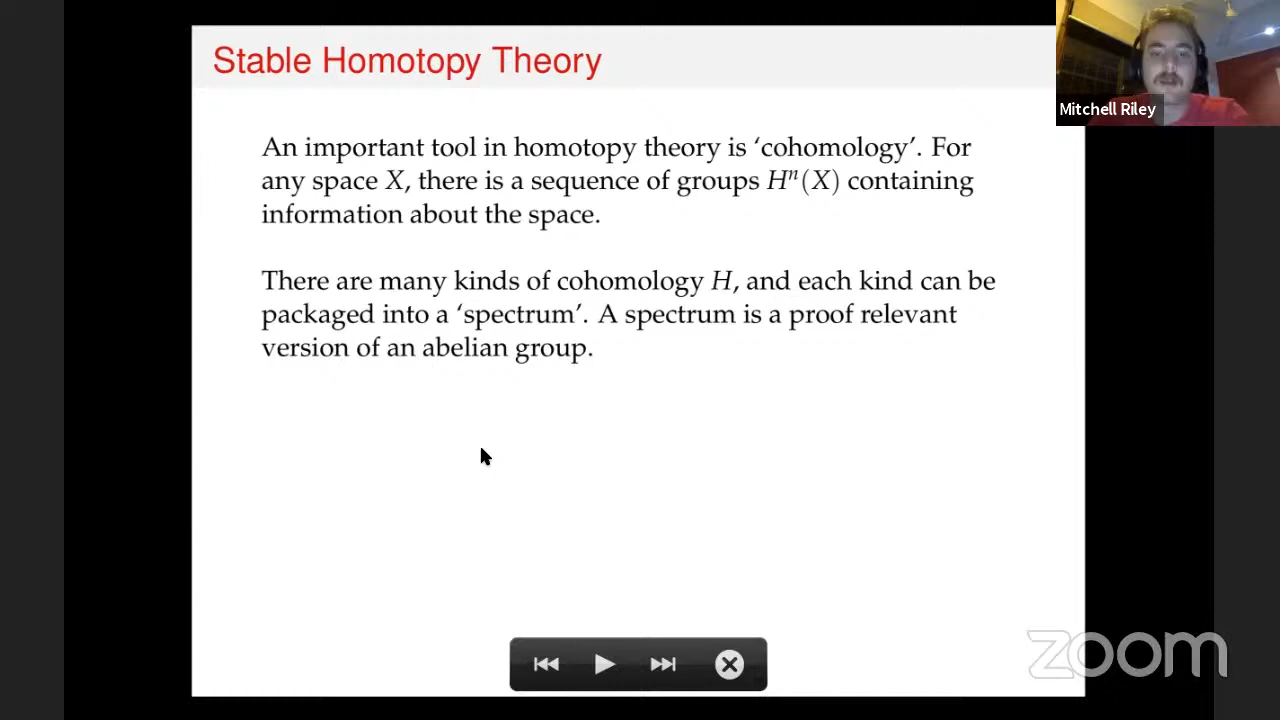 Stable Homotopy Theory
Mitchell Riley
An important tool in homotopy theory is ‘cohomology’. For
any space X, there is a sequence of groups Hⁿ(X) containing
information about the space.
There are many kinds of cohomology H, and each kind can be
packaged into a ‘spectrum’. A spectrum is a proof relevant
version of an abelian group.
zoom